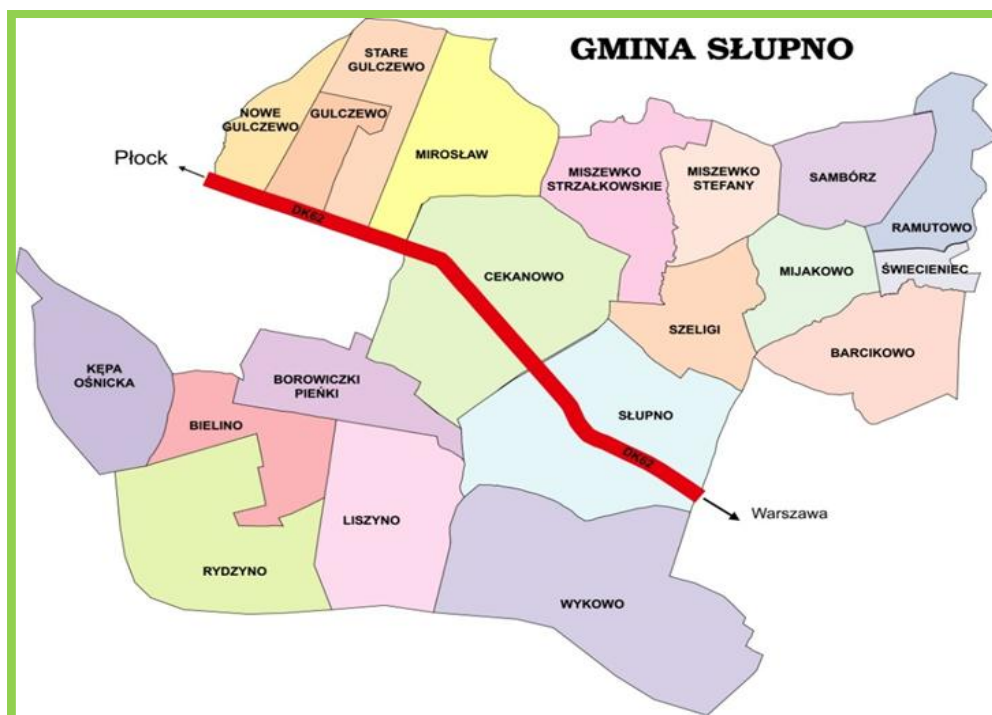 GMINA SŁUPNO
STARE
GULCZEWO
NOWE
GULCZEWO
GULCZEWO
MIROSŁAW
Płock
DK62
MISZEWKO
STRZAŁKOWSKIE
MISZEWKO
STEFANY
SAMBÓRZ
RAMUTOWO
CEKANOWO
MIJAKOWO
ŚWIECIENIEC
SZELIGI
BARCIKOWO
KĘPA
OŚNICKA
BOROWICZKI
PIEŃKI
BIELINO
SŁUPNO
DK62
Warszawa
LISZYNO
RYDZYNO
WYKOWO